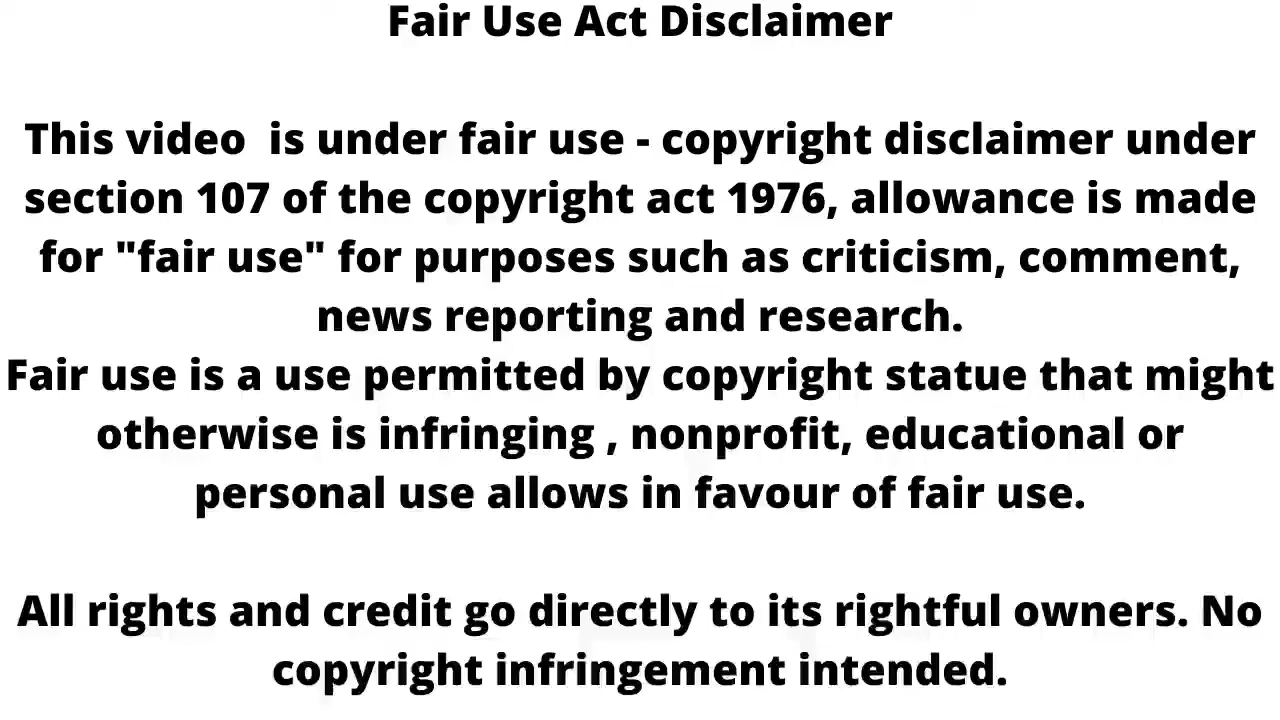 Fair Use Act Disclaimer
This video is under fair use - copyright disclaimer under
section 107 of the copyright act 1976, allowance is made
for "fair use" for purposes such as criticism, comment,
news reporting and research.
Fair use is a use permitted by copyright statue that might
otherwise is infringing , nonprofit, educational or
personal use allows in favour of fair use.
All rights and credit go directly to its rightful owners. No
copyright infringement intended.